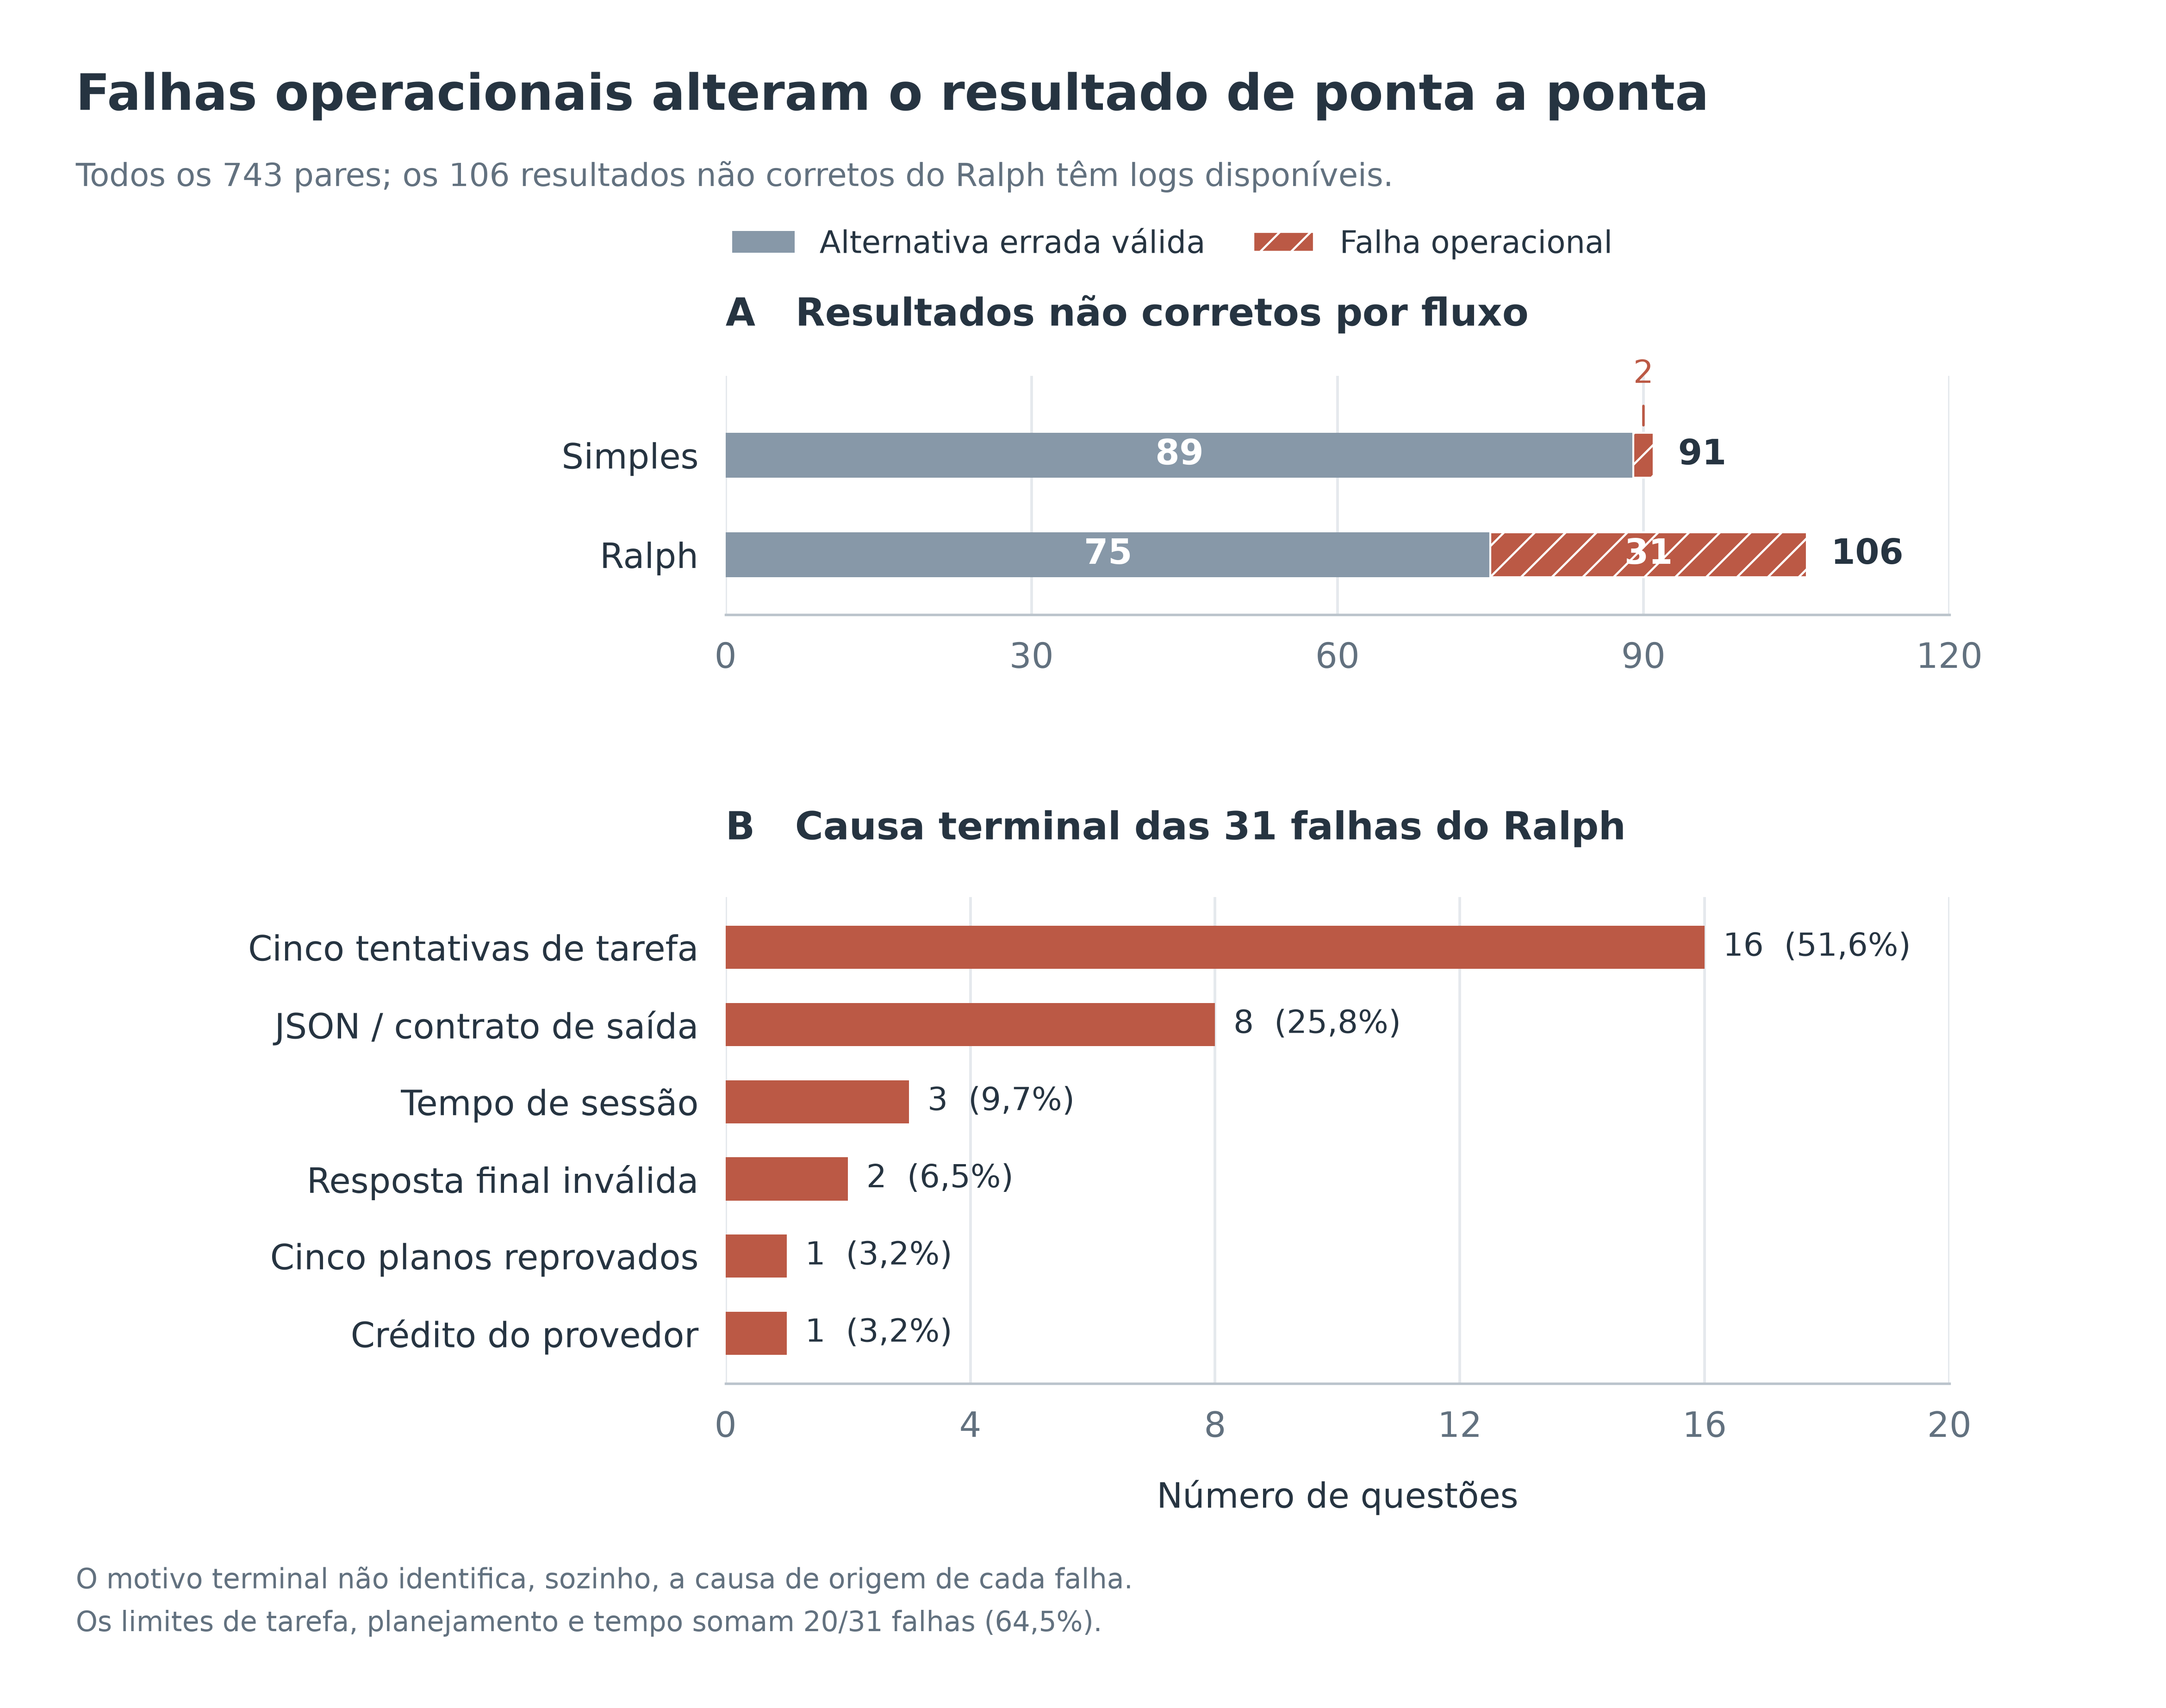 Falhas operacionais alteram o resultado de ponta a ponta
Todos os 743 pares; os 106 resultados não corretos do Ralph têm logs disponíveis.
Alternativa errada válida
Falha operacional
A Resultados não corretos por fluxo
2
Simples 89 91
Ralph 75 31 106
0 30 60 90 120
B Causa terminal das 31 falhas do Ralph
Cinco tentativas de tarefa 16 (51,6%)
JSON / contrato de saída 8 (25,8%)
Tempo de sessão 3 (9,7%)
Resposta final inválida 2 (6,5%)
Cinco planos reprovados 1 (3,2%)
Crédito do provedor 1 (3,2%)
0 4 8 12 16 20
Número de questões
O motivo terminal não identifica, sozinho, a causa de origem de cada falha.
Os limites de tarefa, planejamento e tempo somam 20/31 falhas (64,5%).